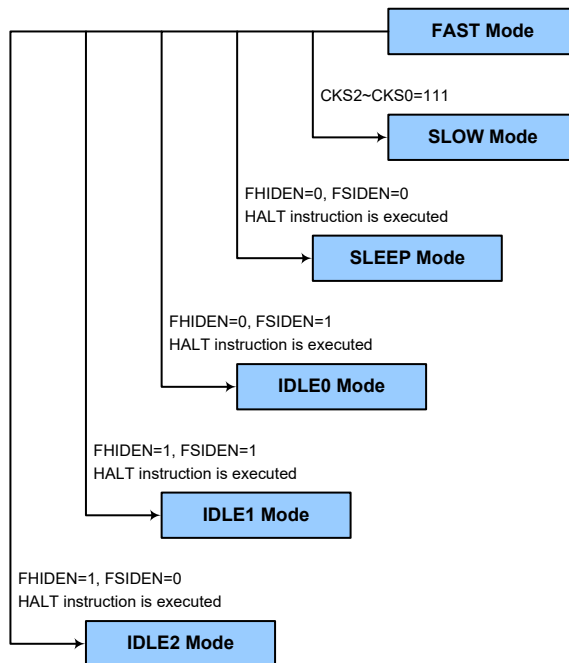 FAST Mode
CKS2~CKS0=111
SLOW Mode
FHIDEN=0, FSIDEN=0
HALT instruction is executed
SLEEP Mode
FHIDEN=0, FSIDEN=1
HALT instruction is executed
IDLE0 Mode
FHIDEN=1, FSIDEN=1
HALT instruction is executed
IDLE1 Mode
FHIDEN=1, FSIDEN=0
HALT instruction is executed
IDLE2 Mode